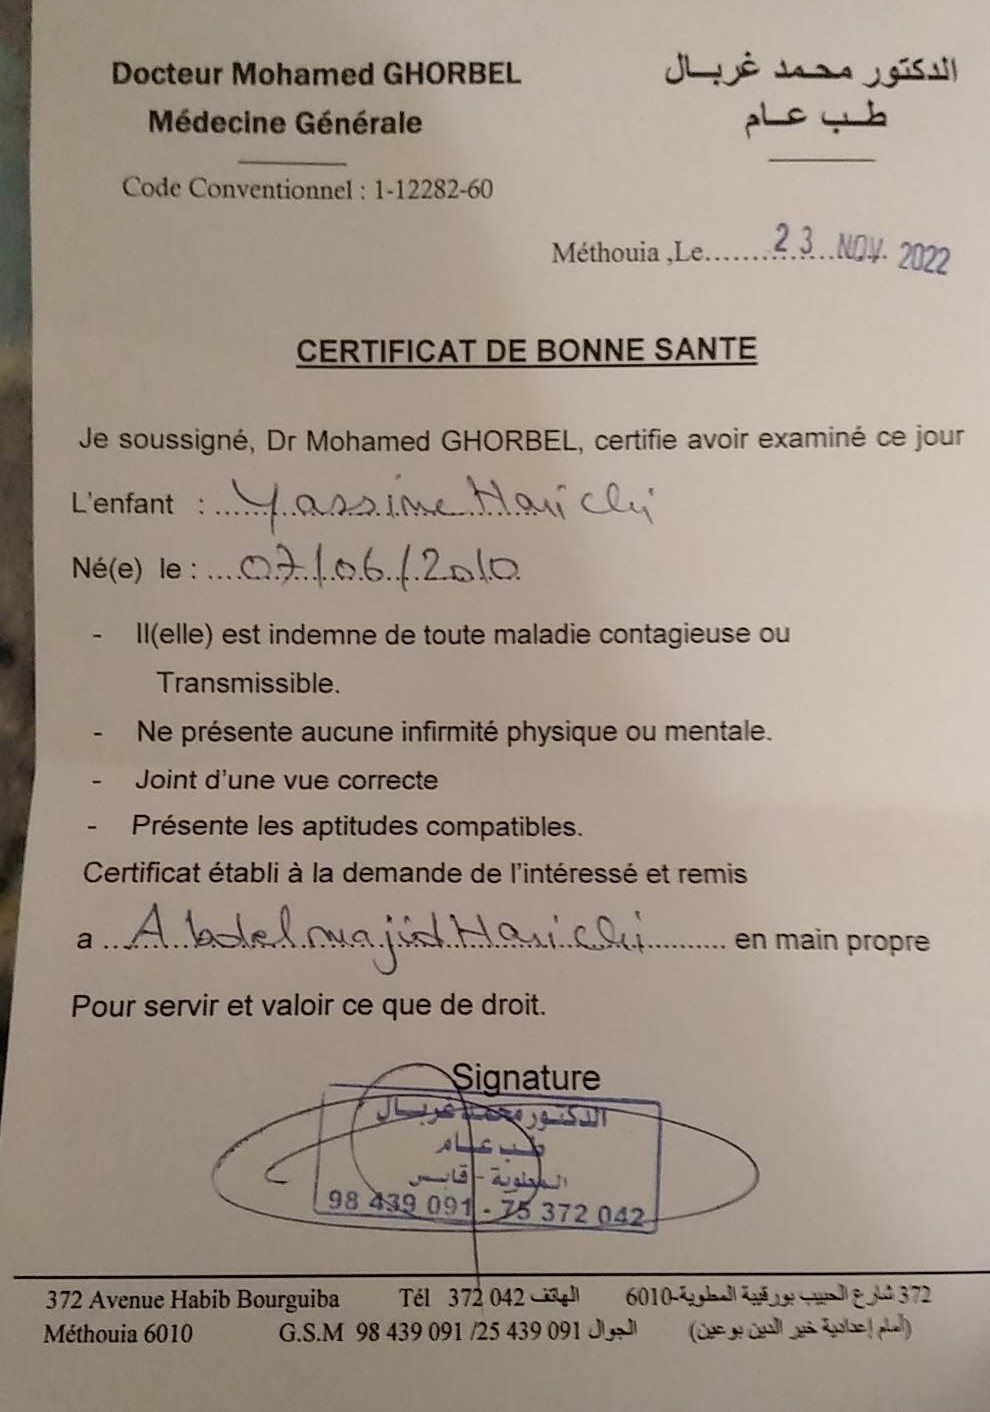 Docteur Mohamed GHORBEL
Médecine Générale
Code Conventionnel : 1-12282-60
الدكتور محمد غربال
طب عام
Méthouia ,Le 23 NOV. 2022
CERTIFICAT DE BONNE SANTE
Je soussigné, Dr Mohamed GHORBEL, certifie avoir examiné ce jour
L'enfant : Yassine Harichi
Né(e) le : 07/06/2010
- Il(elle) est indemne de toute maladie contagieuse ou
Transmissible.
- Ne présente aucune infirmité physique ou mentale.
- Joint d'une vue correcte
- Présente les aptitudes compatibles.
Certificat établi à la demande de l'intéressé et remis
a Abdelmajid Harichi en main propre
Pour servir et valoir ce que de droit.
Signature
الدكتور محمد غربال
طب عام
المطوية - قابس
98 439 091 - 75 372 042
372 Avenue Habib Bourguiba Tél 372 042 الهاتف 372 شارع الحبيب بورقيبة المطوية-6010
Méthouia 6010 G.S.M 98 439 091 /25 439 091 الجوال (أمام إعدادية خير الدين بوعين)